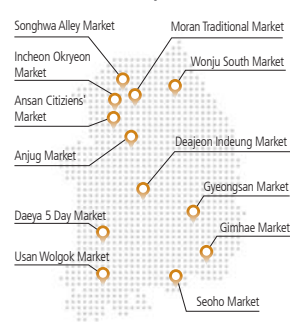 Songhwa Alley Market
Moran Traditional Market
Incheon Okryeon
Market
Wonju South Market
Ansan Citiziens'
Market
Anjug Market
Deajeon Indeung Market
Gyeongsan Market
Daeya 5 Day Market
Gimhae Market
Usan Wolgok Market
Seoho Market